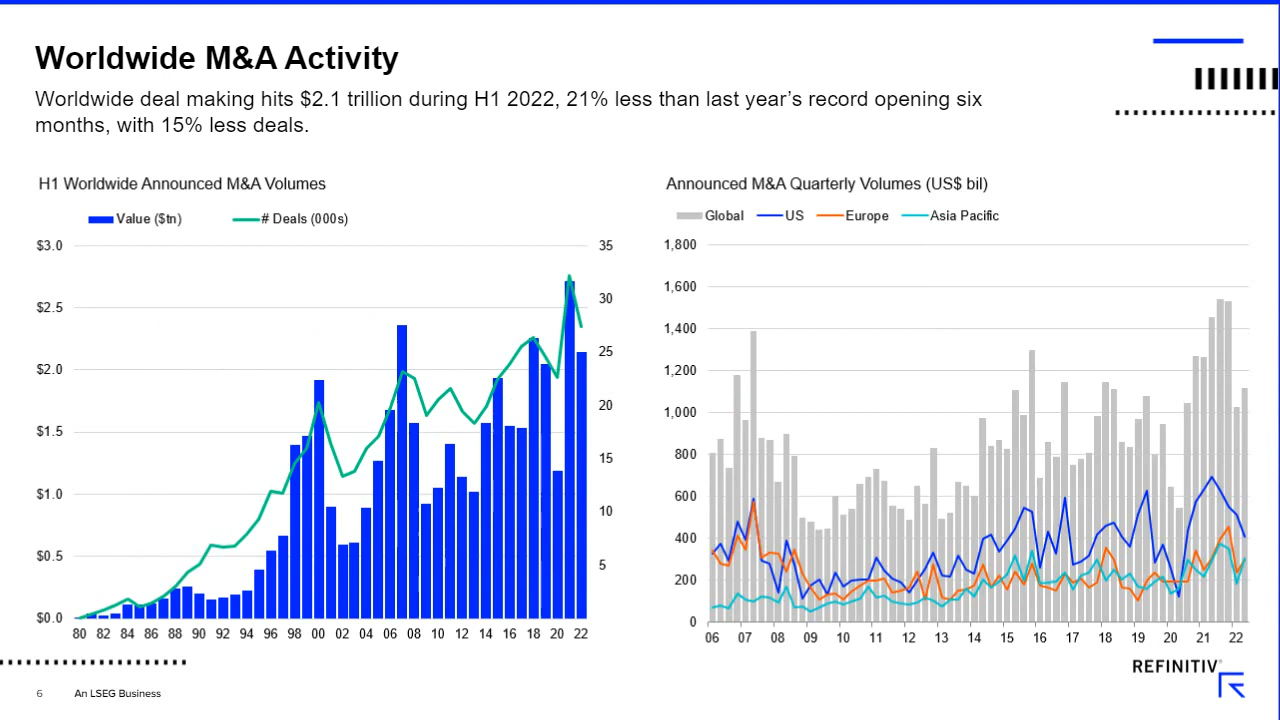 Worldwide M&A Activity
Worldwide deal making hits $2.1 trillion during H1 2022, 21% less than last year’s record opening six
months, with 15% less deals.
H1 Worldwide Announced M&A Volumes
Value ($tn) # Deals (000s)
$3.0
$2.5
$2.0
$1.5
$1.0
$0.5
$0.0
35
30
25
20
15
10
5
80 82 84 86 88 90 92 94 96 98 00 02 04 06 08 10 12 14 16 18 20 22
Announced M&A Quarterly Volumes (US$ bil)
Global US Europe Asia Pacific
1,800
1,600
1,400
1,200
1,000
800
600
400
200
0
06 07 08 09 10 11 12 13 14 15 16 17 18 19 20 21 22
REFINITIV
6 An LSEG Business